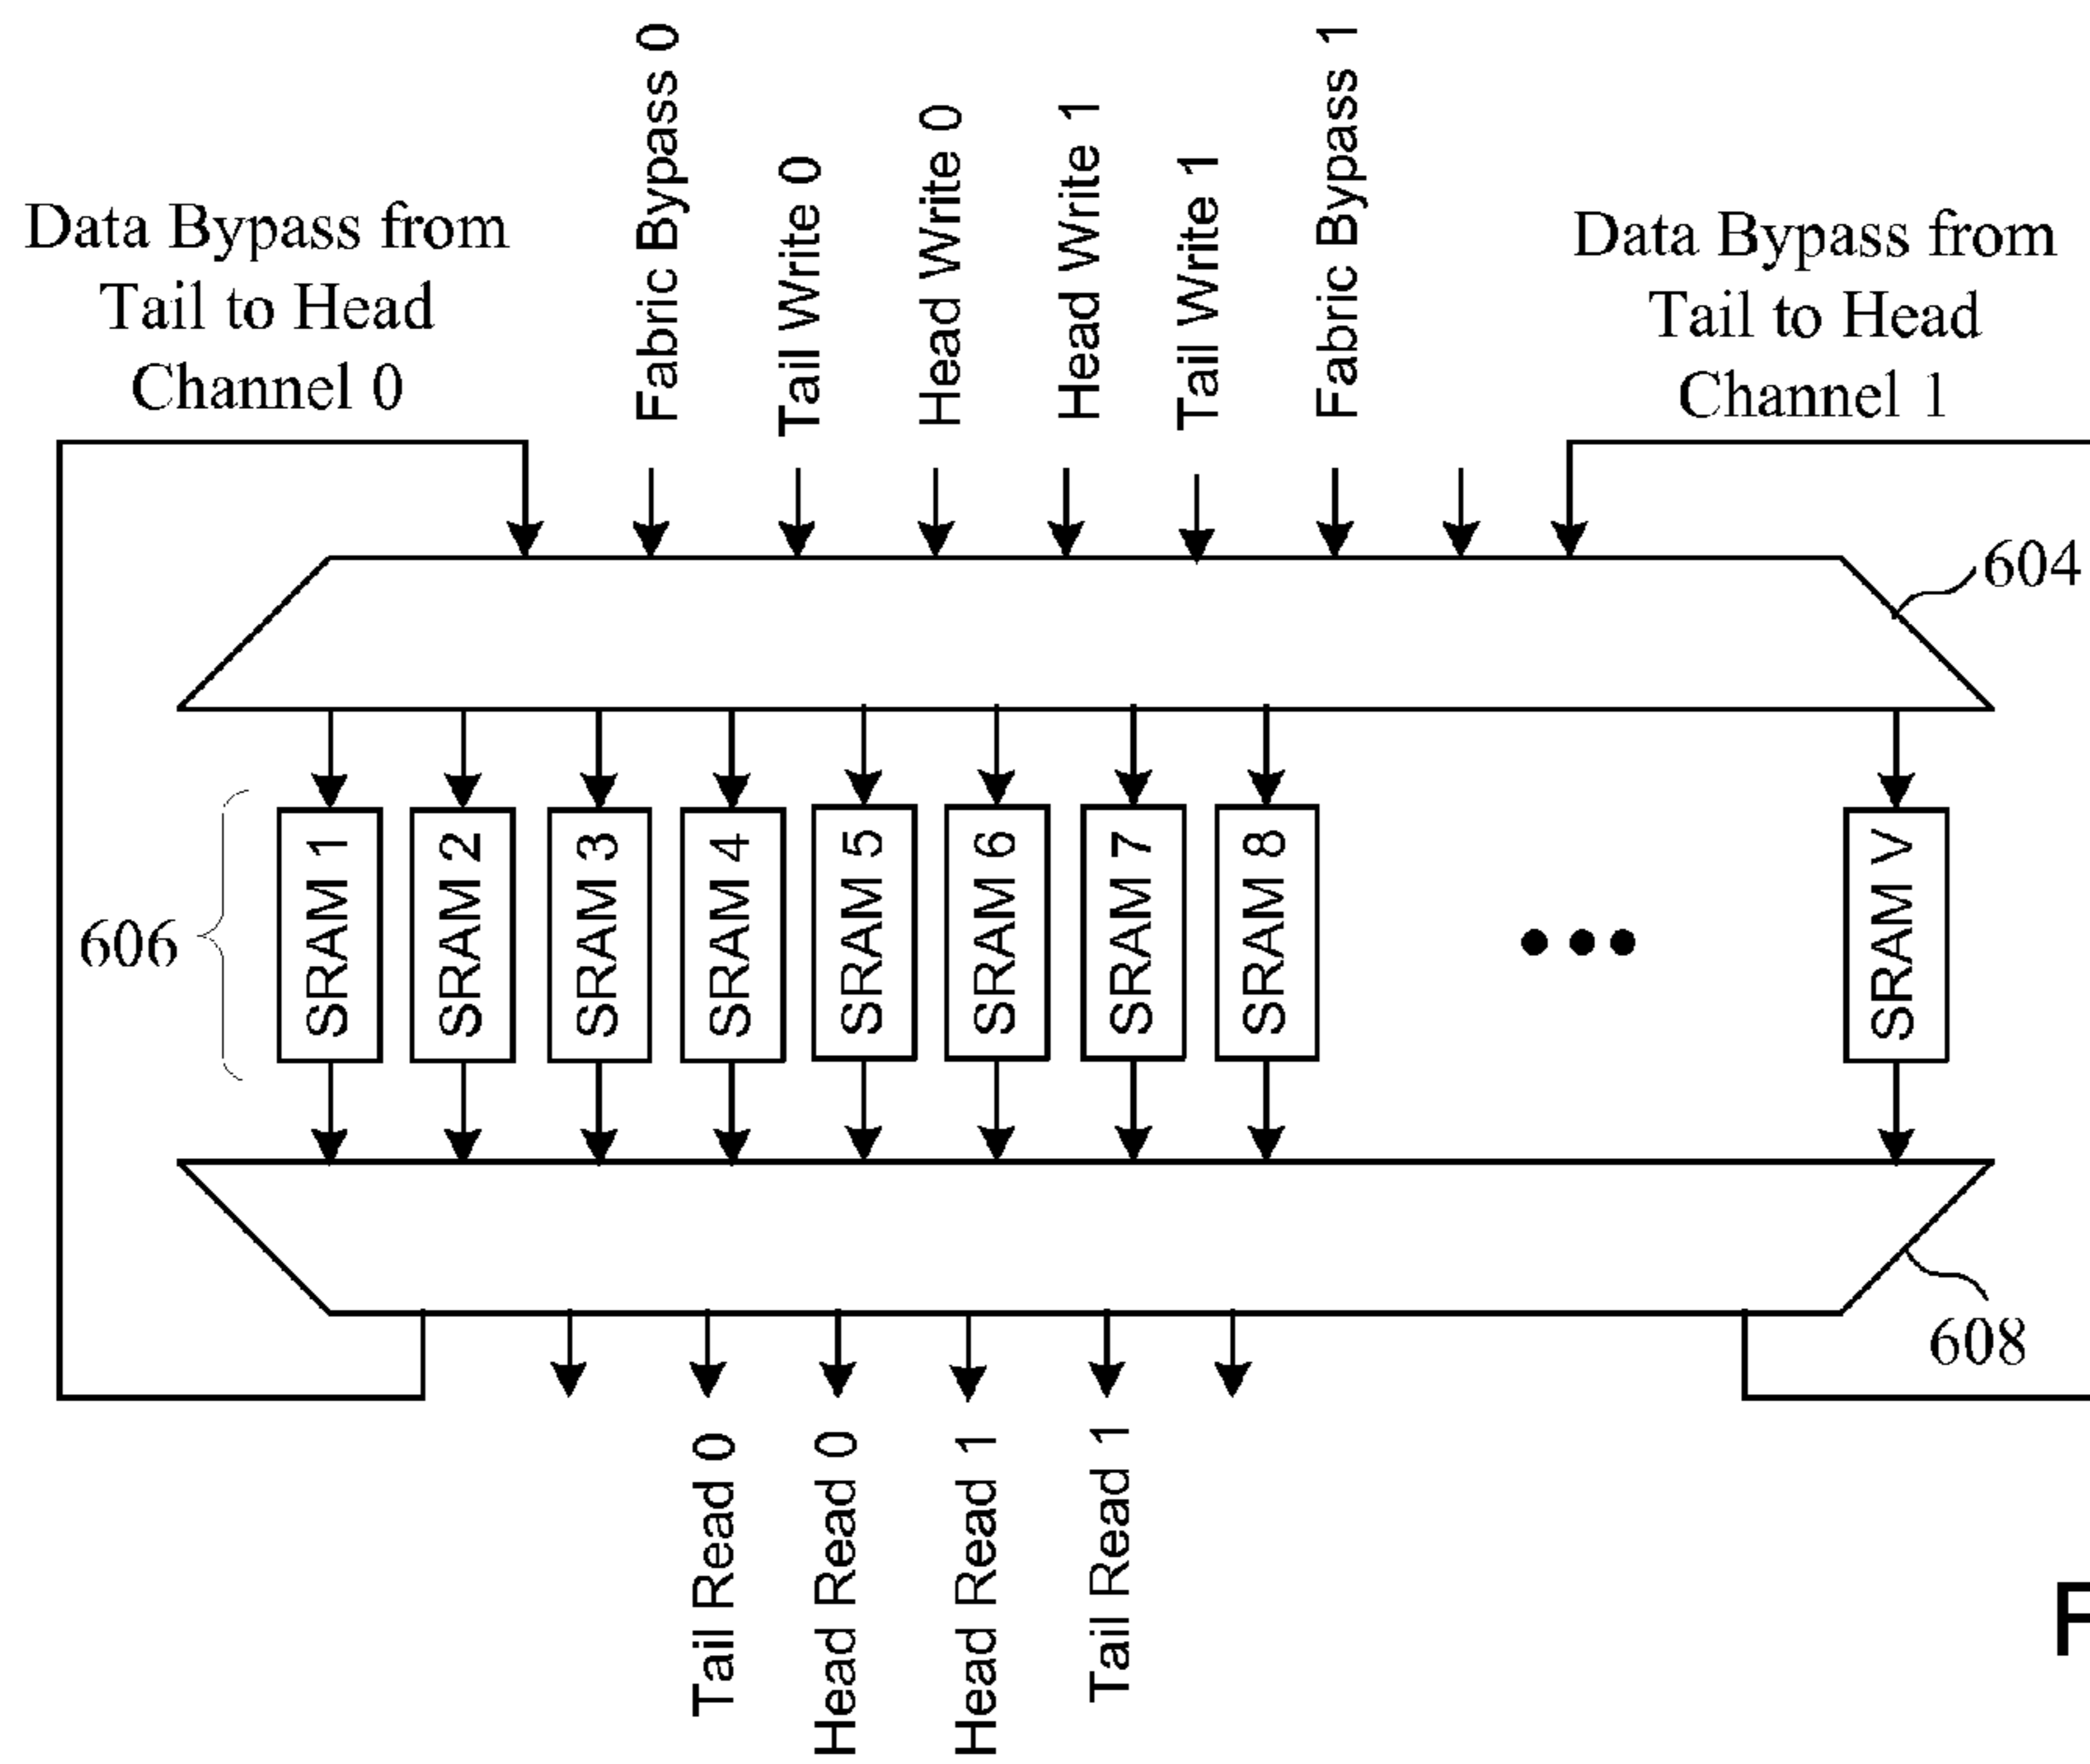 Fabric Bypass 0
Tail Write 0
Head Write 0
Head Write 1
Tail Write 1
Fabric Bypass 1
Data Bypass from
Tail to Head
Channel 0
Data Bypass from
Tail to Head
Channel 1
604
606
SRAM 1
SRAM 2
SRAM 3
SRAM 4
SRAM 5
SRAM 6
SRAM 7
SRAM 8
SRAM V
608
Tail Read 0
Head Read 0
Head Read 1
Tail Read 1